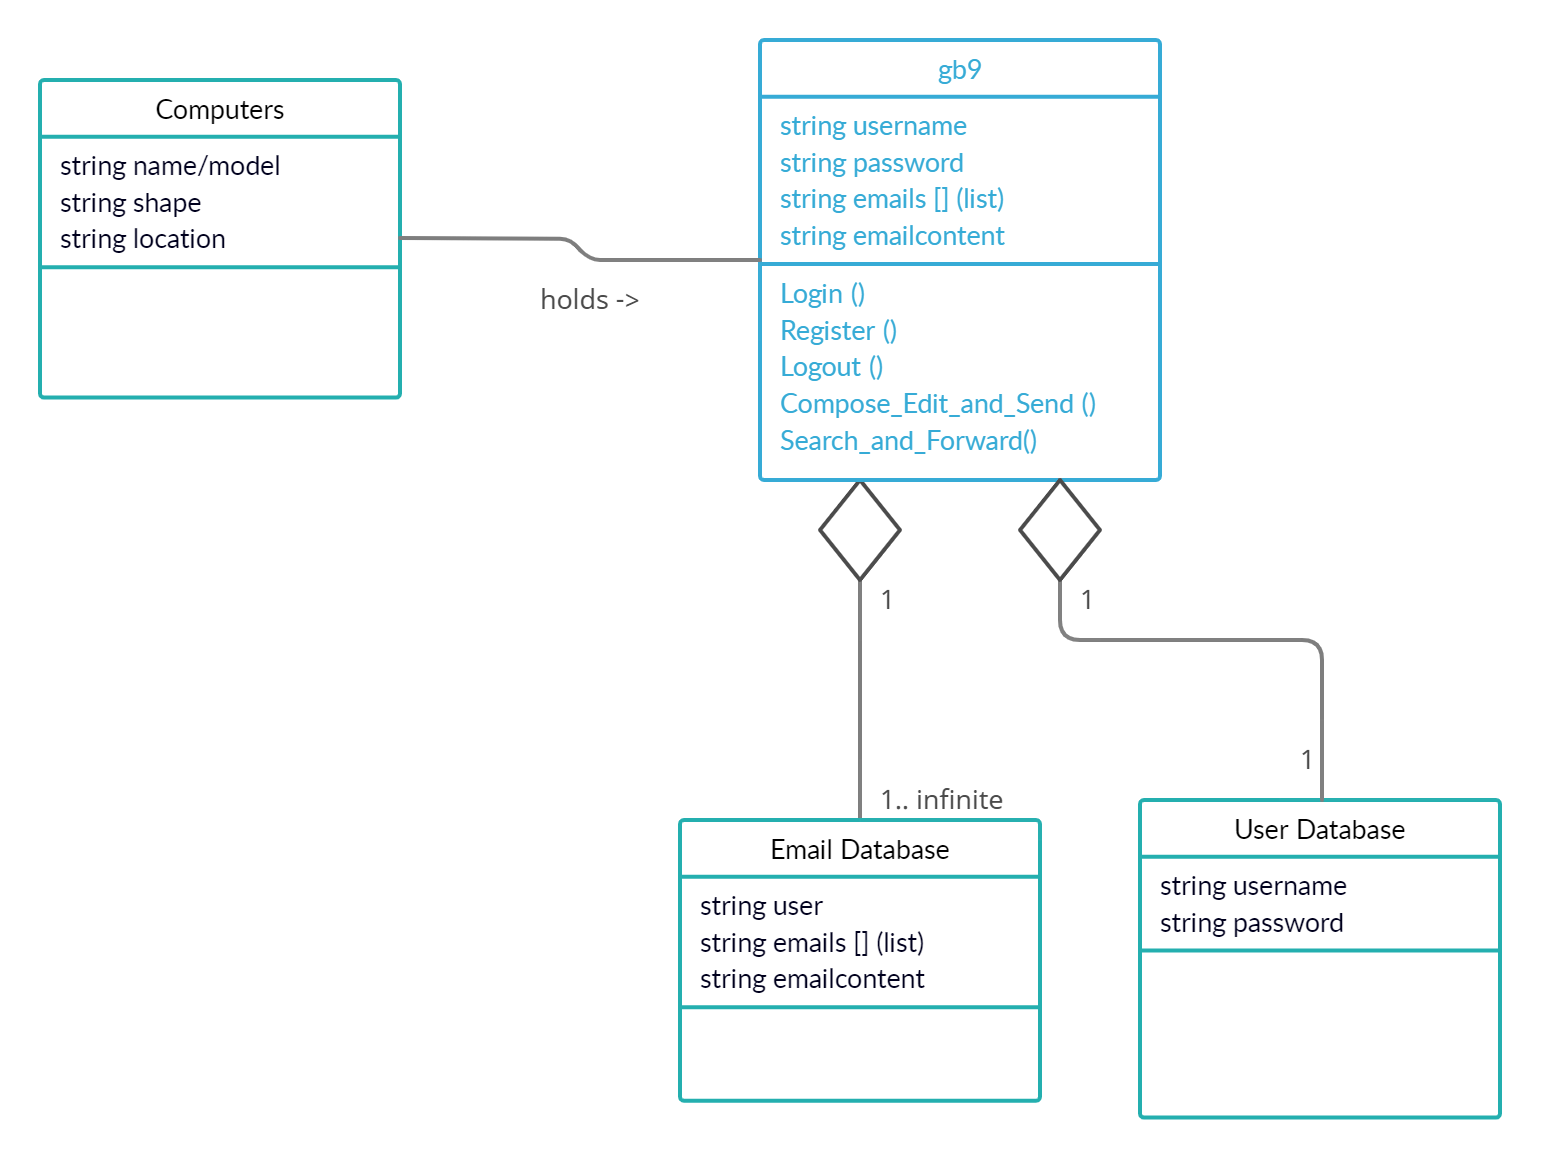 Computers
string name/model
string shape
string location
holds ->
gb9
string username
string password
string emails [] (list)
string emailcontent
Login ()
Register ()
Logout ()
Compose_Edit_and_Send ()
Search_and_Forward()
1
1
1.. infinite
1
Email Database
string user
string emails [] (list)
string emailcontent
User Database
string username
string password